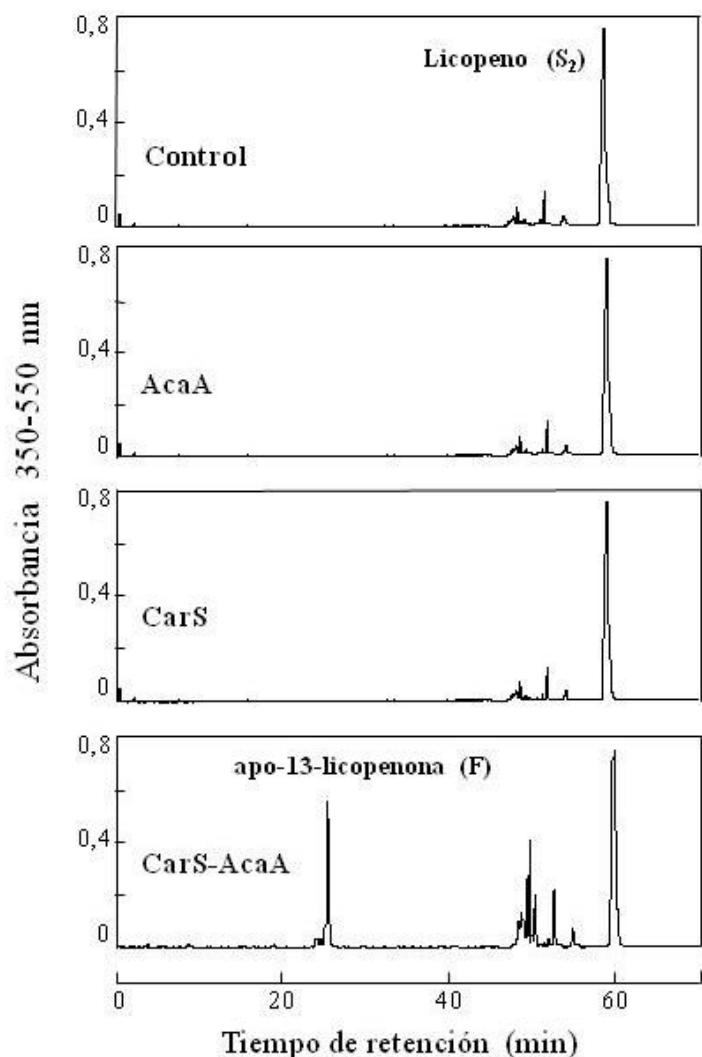 Absorbancia 350-550 nm
0,8
0,4
0
Licopeno (S₂)
Control
0,8
0,4
0
AcaA
0,8
0,4
0
CarS
0,8
0,4
0
apo-13-licopenona (F)
CarS-AcaA
0 20 40 60
Tiempo de retención (min)